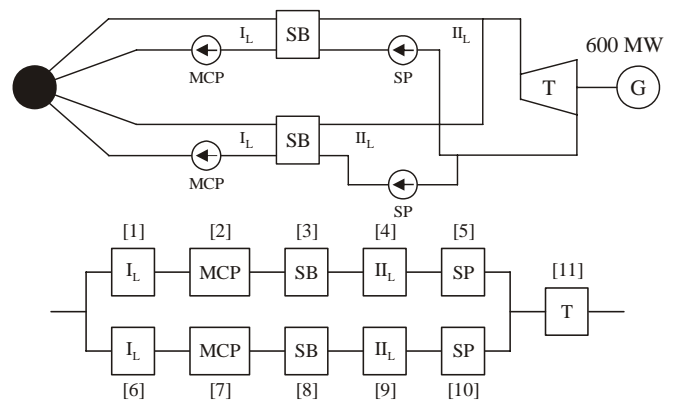 I_L SB II_L
600 MW
MCP SP T G
I_L SB II_L
MCP SP
[1] [2] [3] [4] [5]
I_L MCP SB II_L SP [11]
T
I_L MCP SB II_L SP
[6] [7] [8] [9] [10]